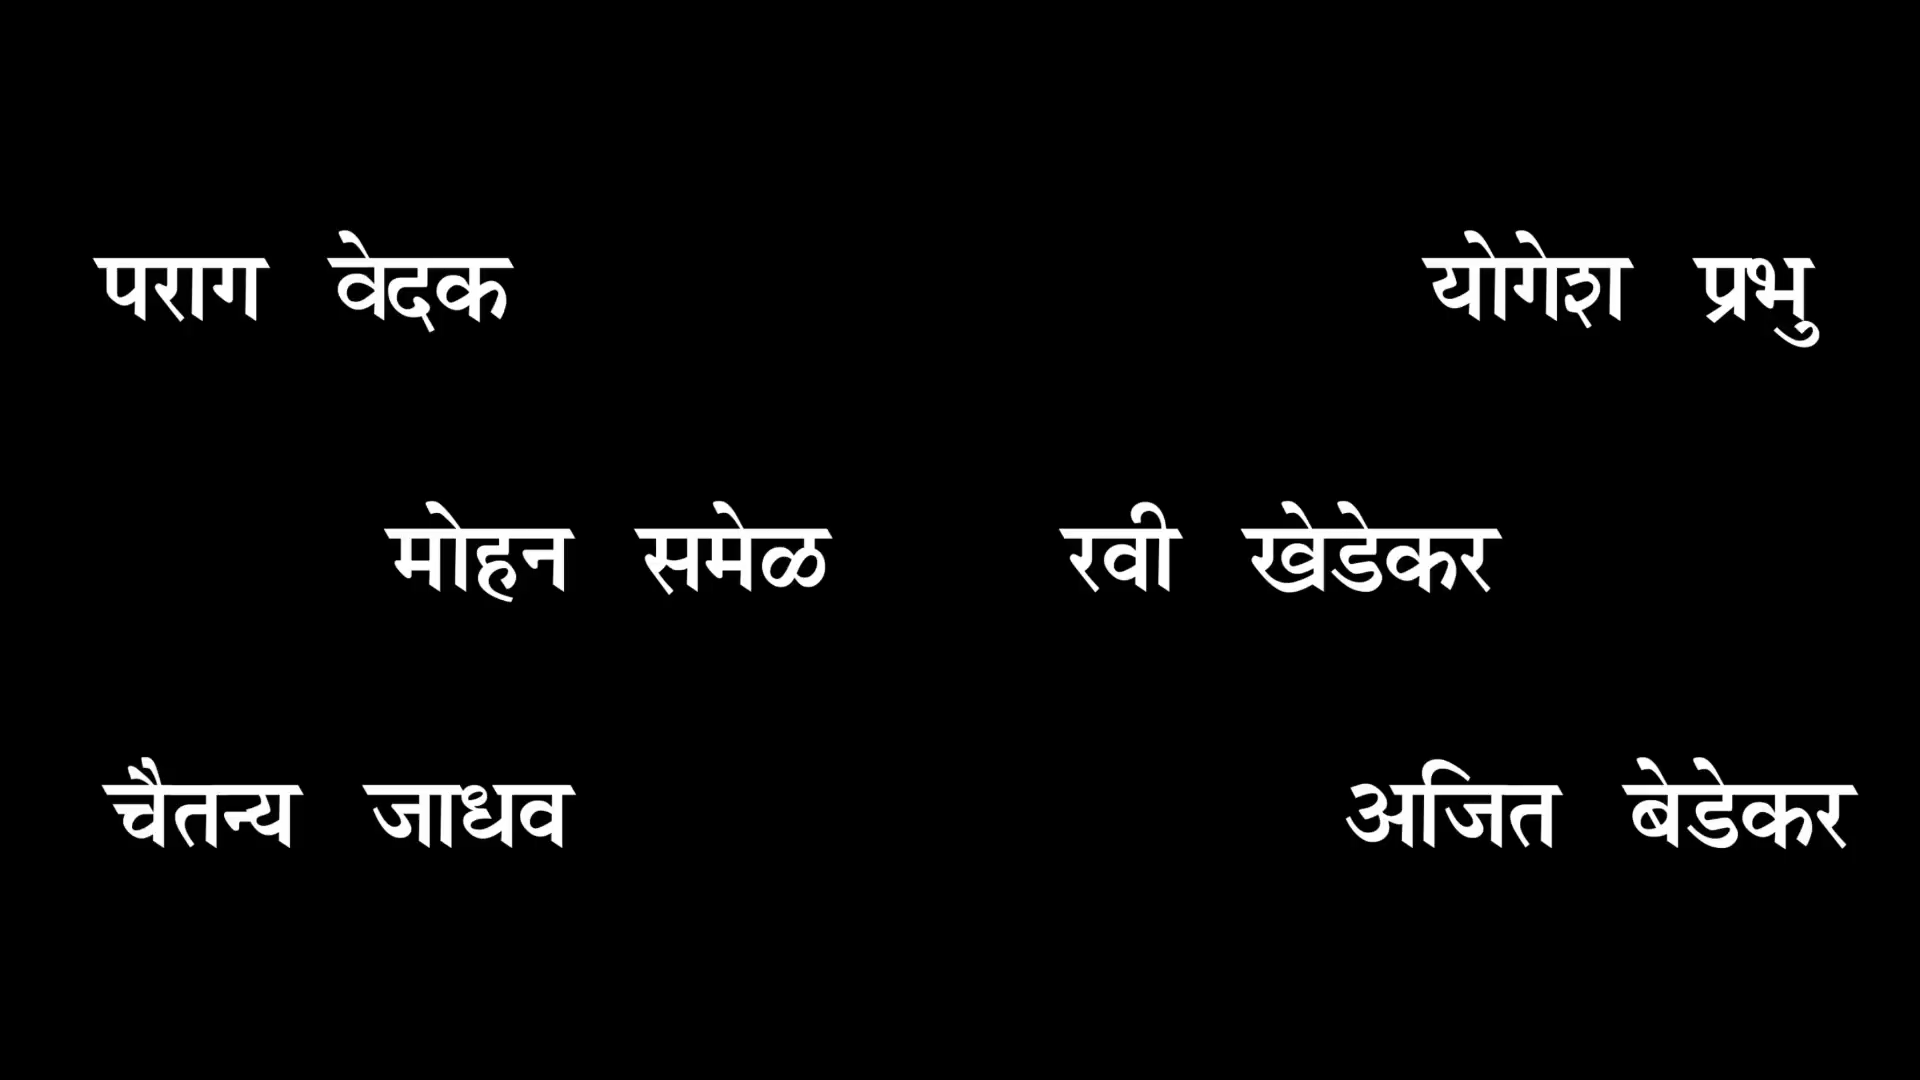 पराग वेदक
योगेश प्रभु
मोहन समेळ
रवी खेडेकर
चैतन्य जाधव
अजित बेडेकर